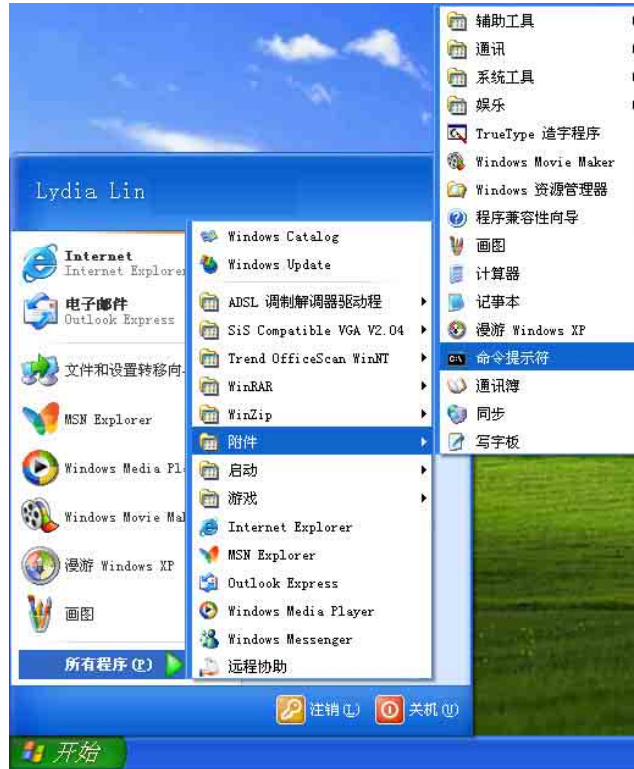 Lydia Lin
Internet
Internet Explorer
电子邮件
Outlook Express
文件和设置转移向
MSN Explorer
Windows Media Pl
Windows Movie Mak
漫游 Windows XP
画图
所有程序(P)
Windows Catalog
Windows Update
ADSL 调制解调器驱动程
SiS Compatible VGA V2.04
Trend OfficeScan WinNT
WinRAR
WinZip
附件
启动
游戏
Internet Explorer
MSN Explorer
Outlook Express
Windows Media Player
Windows Messenger
远程协助
辅助工具
通讯
系统工具
娱乐
TrueType 造字程序
Windows Movie Maker
Windows 资源管理器
程序兼容性向导
画图
计算器
记事本
漫游 Windows XP
C:\
命令提示符
通讯簿
同步
写字板
注销(L)
关机(U)
开始